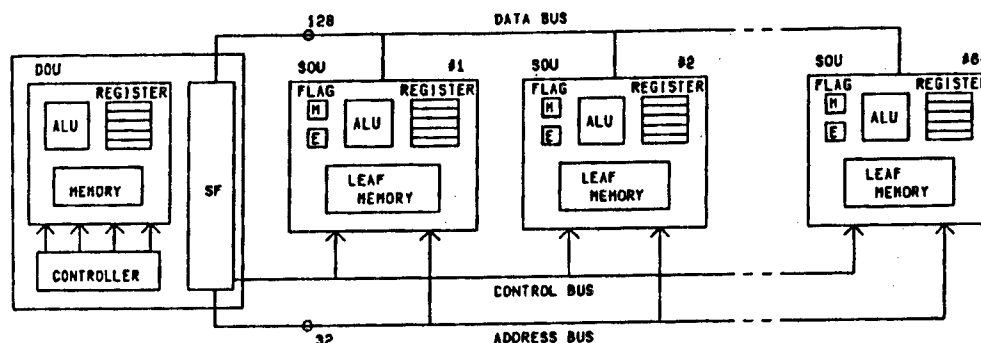 128
DATA BUS
DOU
REGISTER
ALU
MEMORY
CONTROLLER
SF
SOU #1
FLAG REGISTER
M
E
ALU
LEAF
MEMORY
SOU #2
FLAG REGISTER
M
E
ALU
LEAF
MEMORY
SOU
FLAG REGISTER
M
E
ALU
LEAF
MEMORY
CONTROL BUS
32
ADDRESS BUS